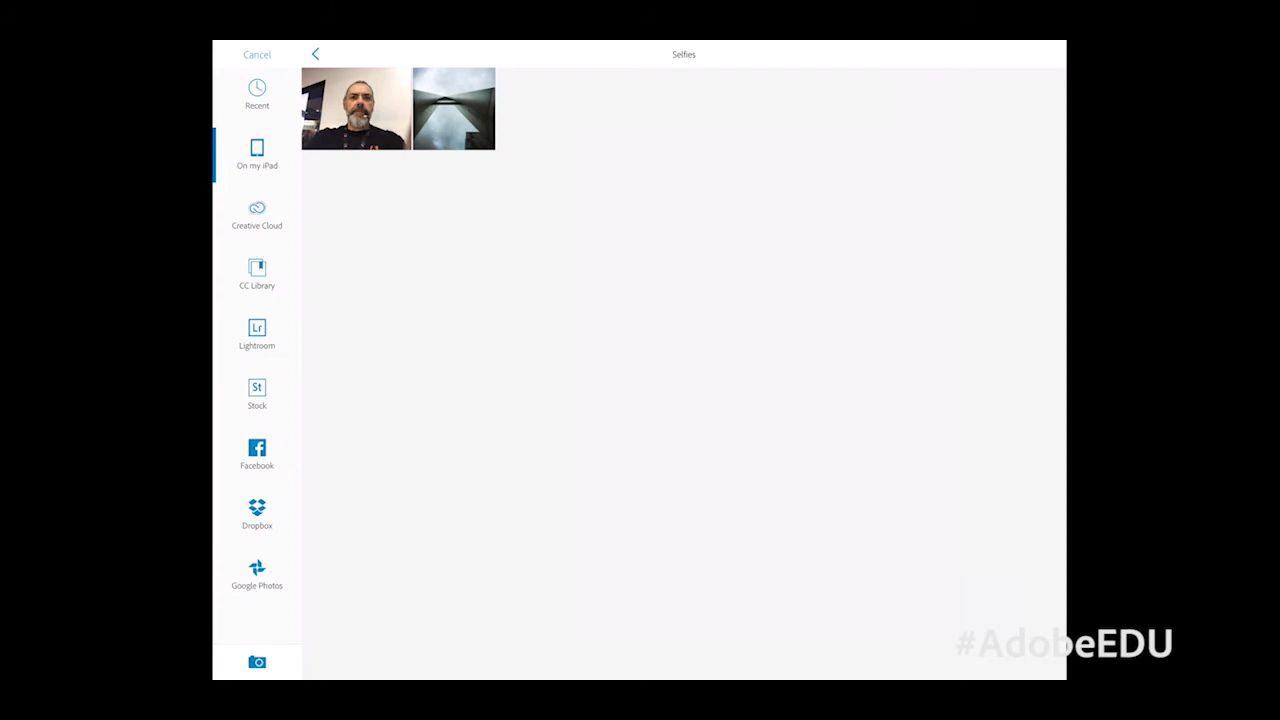 Cancel
Selfies
Recent
On my iPad
Creative Cloud
CC Library
Lr
Lightroom
St
Stock
Facebook
Dropbox
Google Photos
#AdobeEDU